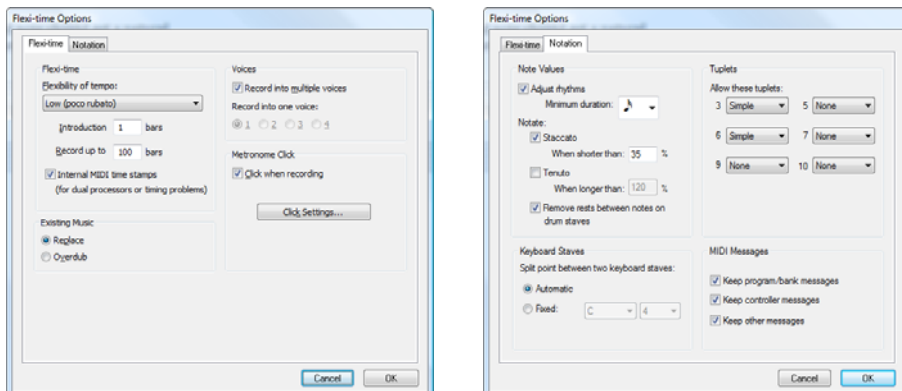 Flexi-time Options
Flexi-time Notation
Flexi-time
Flexibility of tempo:
Low (poco rubato)
Introduction 1 bars
Record up to 100 bars
Internal MIDI time stamps
(for dual processors or timing problems)
Existing Music
Replace
Overdub
Voices
Record into multiple voices
Record into one voice:
1 2 3 4
Metronome Click
Click when recording
Click Settings...
Cancel OK
Flexi-time Options
Flexi-time Notation
Note Values
Adjust rhythms
Minimum duration:
Notate:
Staccato
When shorter than: 35 %
Tenuto
When longer than: 120 %
Remove rests between notes on
drum staves
Keyboard Staves
Split point between two keyboard staves:
Automatic
Fixed: C 4
Tuplets
Allow these tuplets:
3 Simple 5 None
6 Simple 7 None
9 None 10 None
MIDI Messages
Keep program/bank messages
Keep controller messages
Keep other messages
Cancel OK